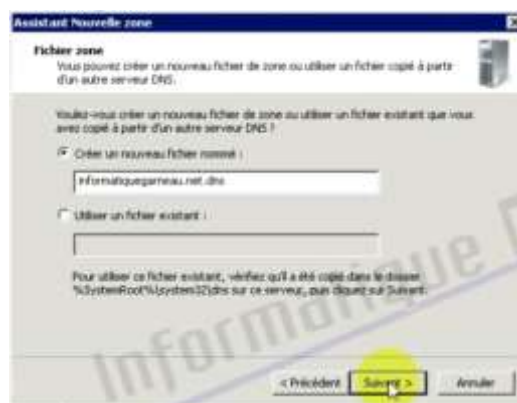 Assistant Nouvelle zone
Fichier zone
Vous pouvez créer un nouveau fichier de zone ou utiliser un fichier copié à partir
d'un autre serveur DNS.
Voulez-vous créer un nouveau fichier de zone ou utiliser un fichier existant que vous
avez copié à partir d'un autre serveur DNS ?
Créer un nouveau fichier nommé :
informatiquegarneau.net.dns
Utiliser un fichier existant :
Pour utiliser ce fichier existant, vérifiez qu'il a été copié dans le dossier
%SystemRoot%\system32\dns sur ce serveur, puis cliquez sur Suivant.
Informatique
< Précédent
Suivant >
Annuler